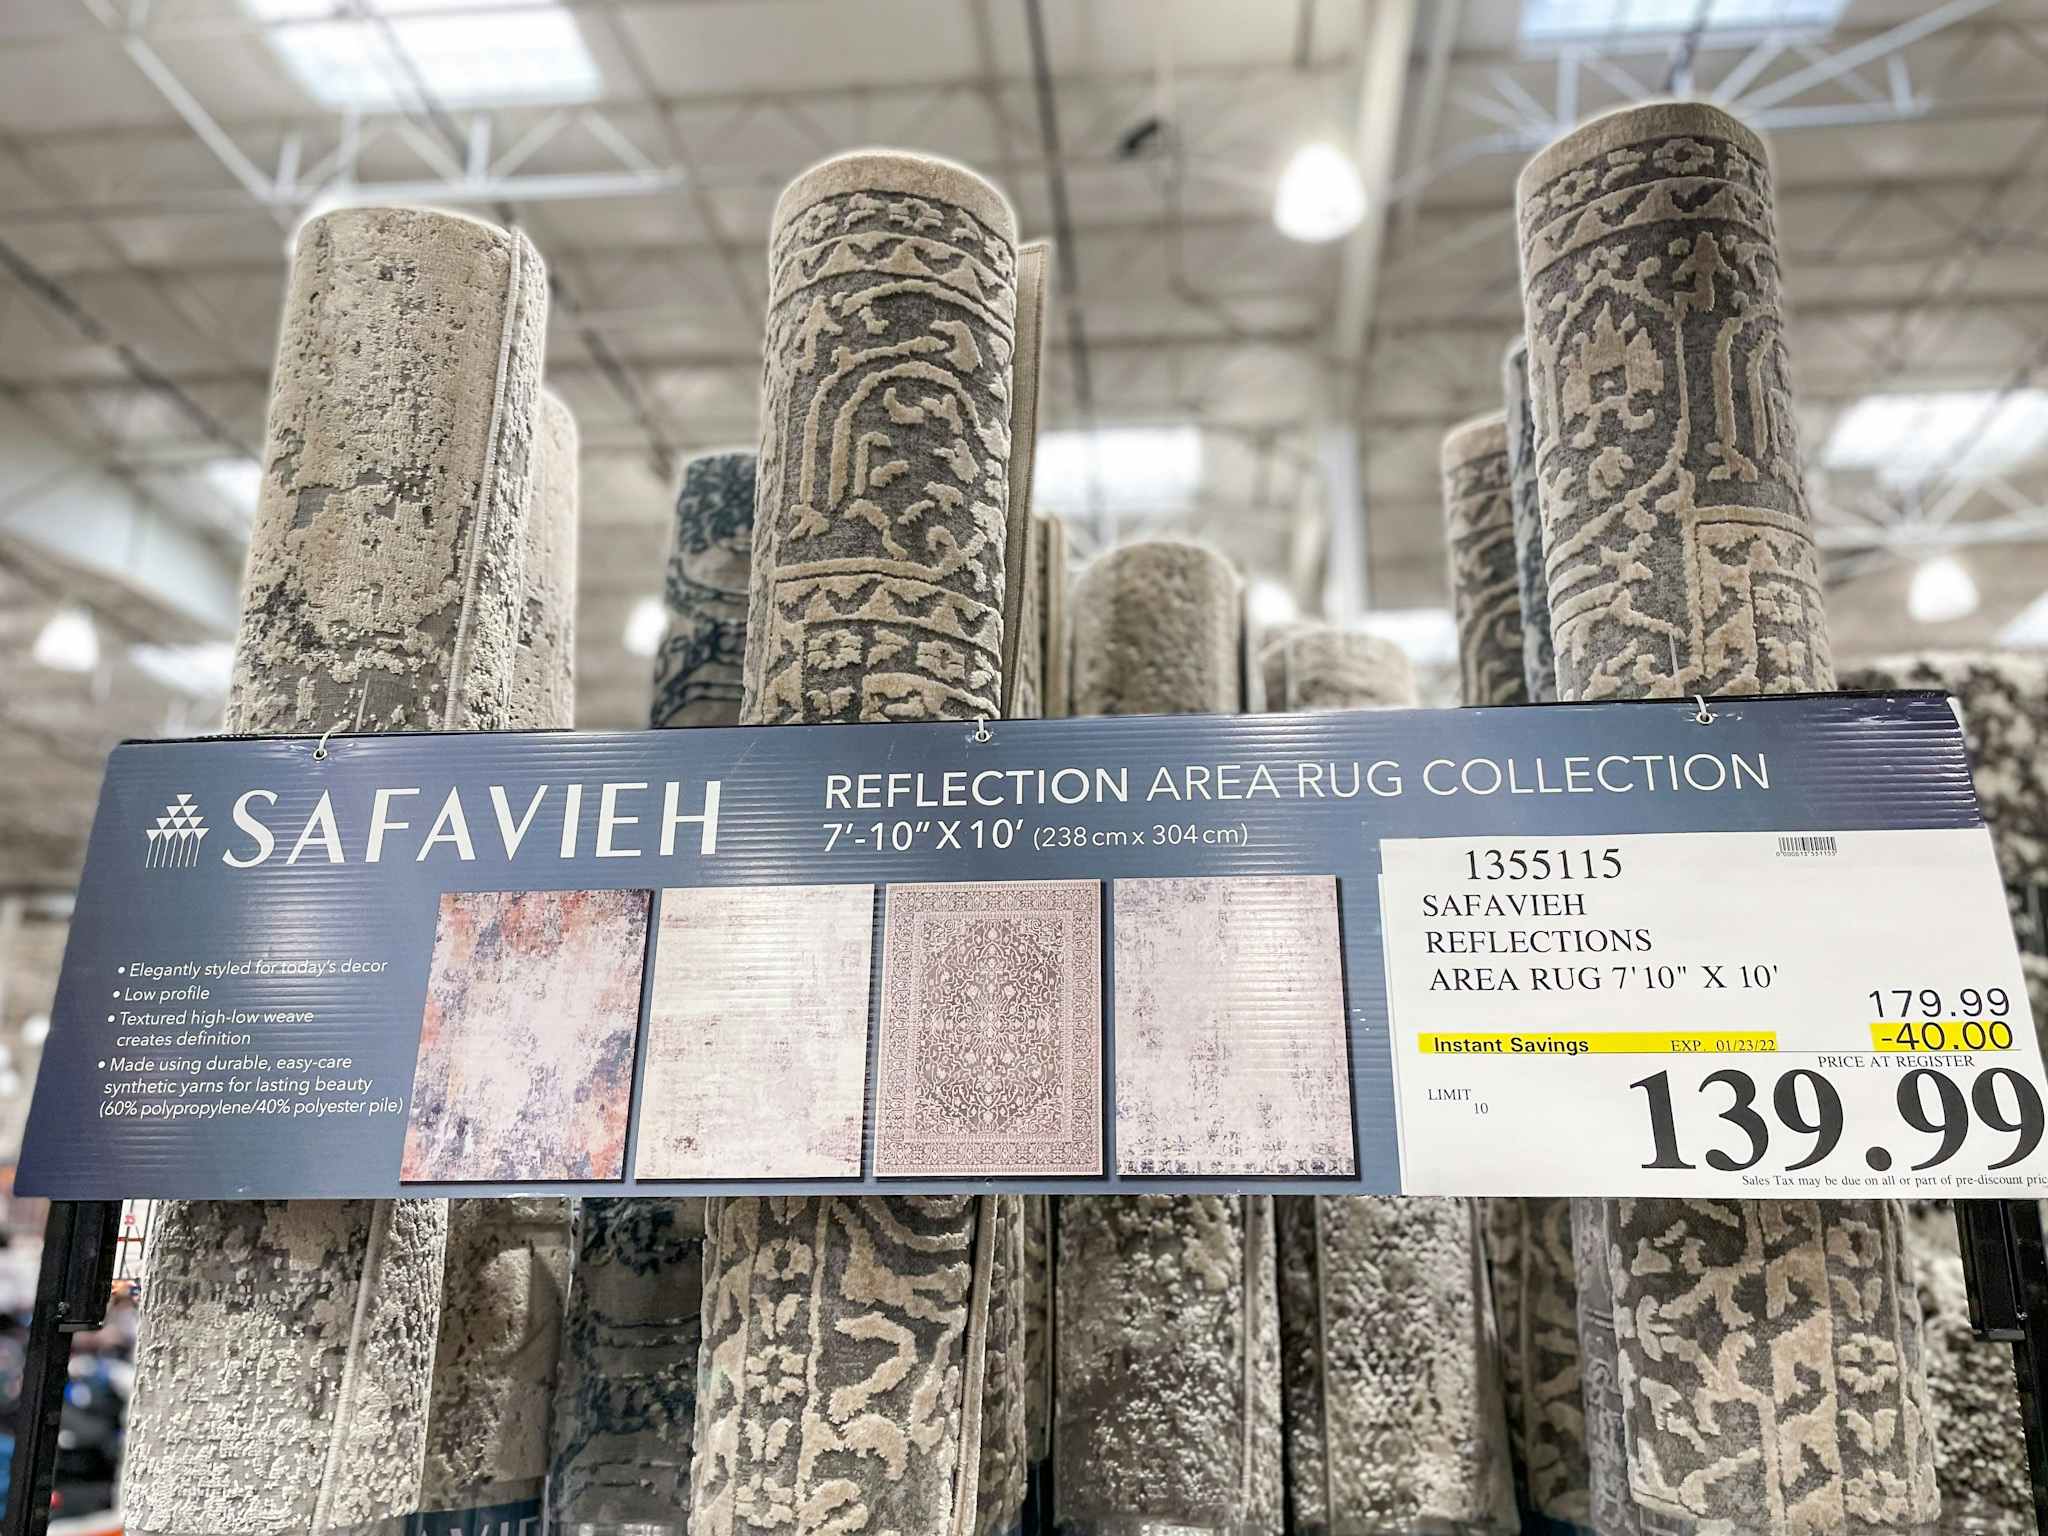 SAFAVIEH
REFLECTION AREA RUG COLLECTION
7'-10" X 10' (238 cm x 304 cm)
• Elegantly styled for today's decor
• Low profile
• Textured high-low weave
creates definition
• Made using durable, easy-care
synthetic yarns for lasting beauty
(60% polypropylene/40% polyester pile)
1355115
SAFAVIEH
REFLECTIONS
AREA RUG 7'10" X 10'
179.99
Instant Savings EXP. 01/23/22 -40.00
PRICE AT REGISTER
LIMIT 10
139.99
Sales Tax may be due on all or part of pre-discount